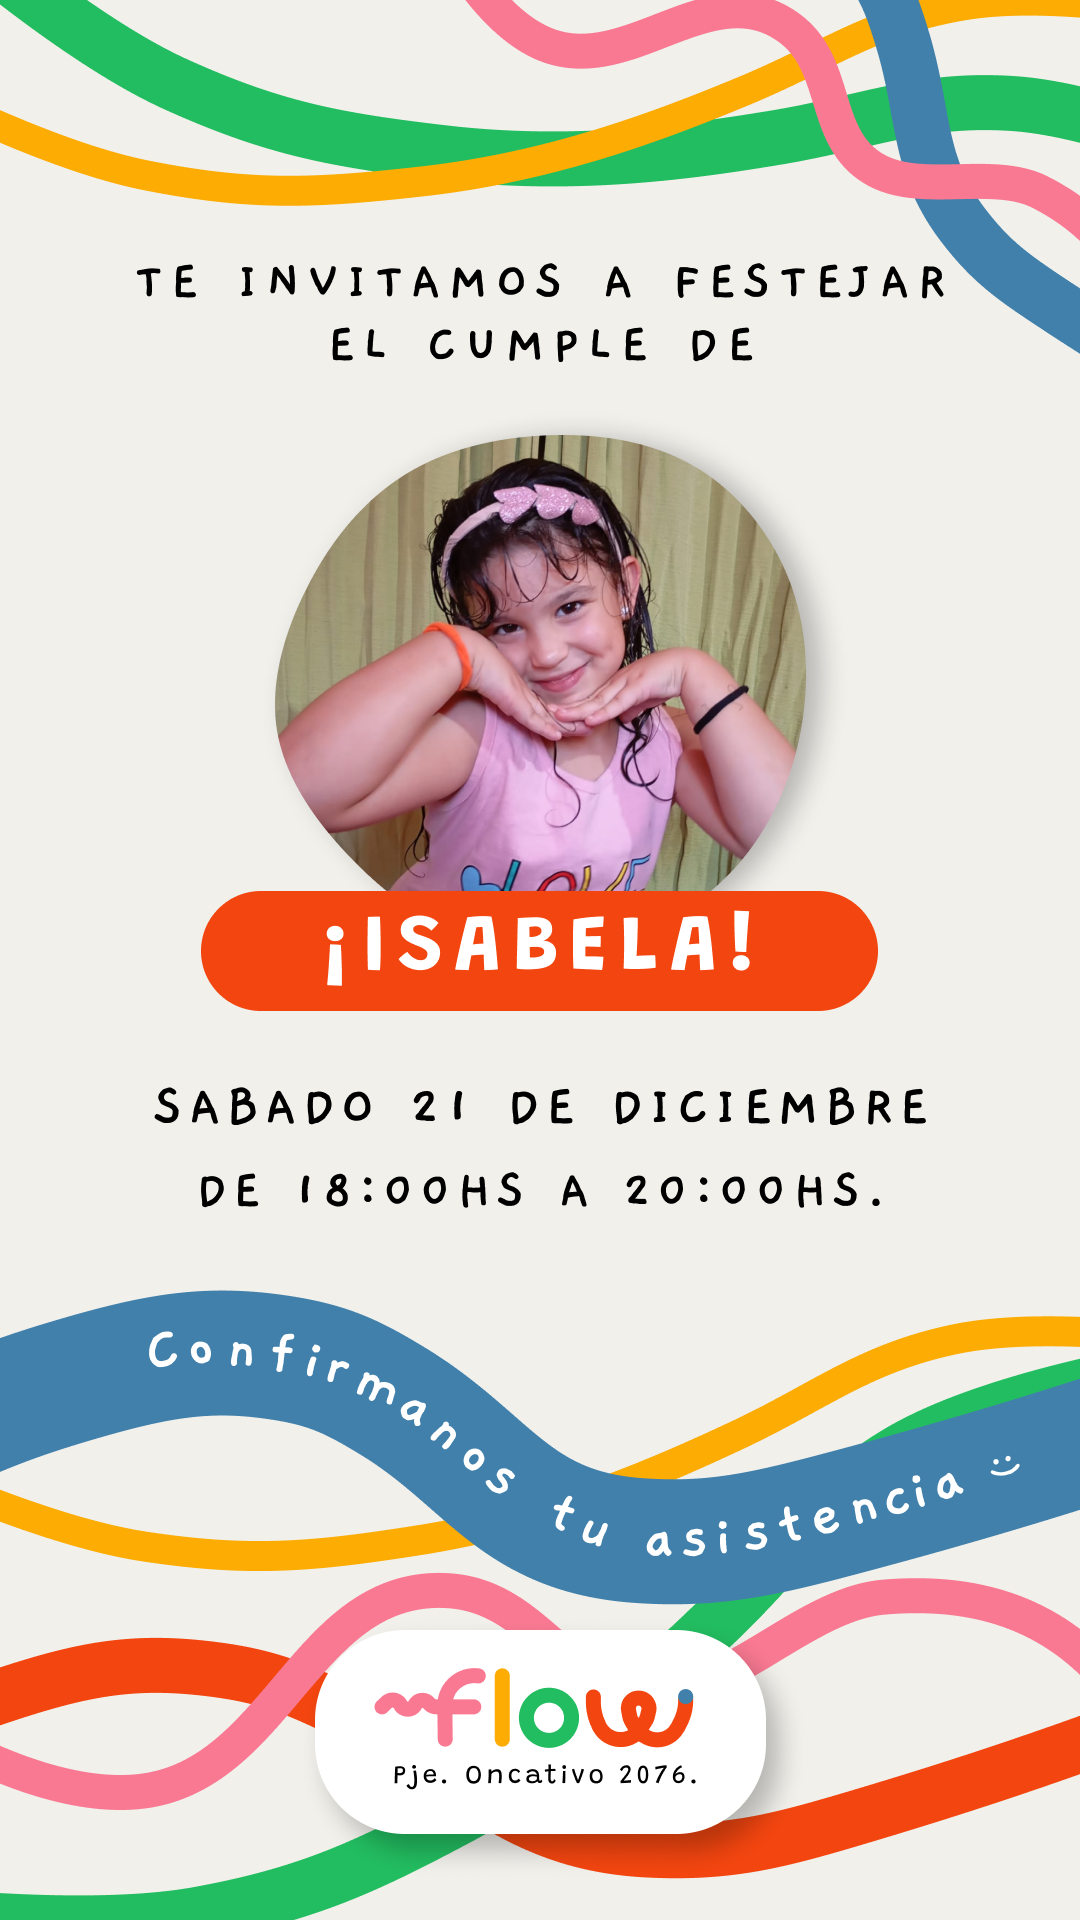 TE INVITAMOS A FESTEJAR
EL CUMPLE DE
¡ISABELA!
SABADO 21 DE DICIEMBRE
DE 18:00HS A 20:00HS.
Confirmanos tu asistencia
flow
Pje. Oncativo 2076.